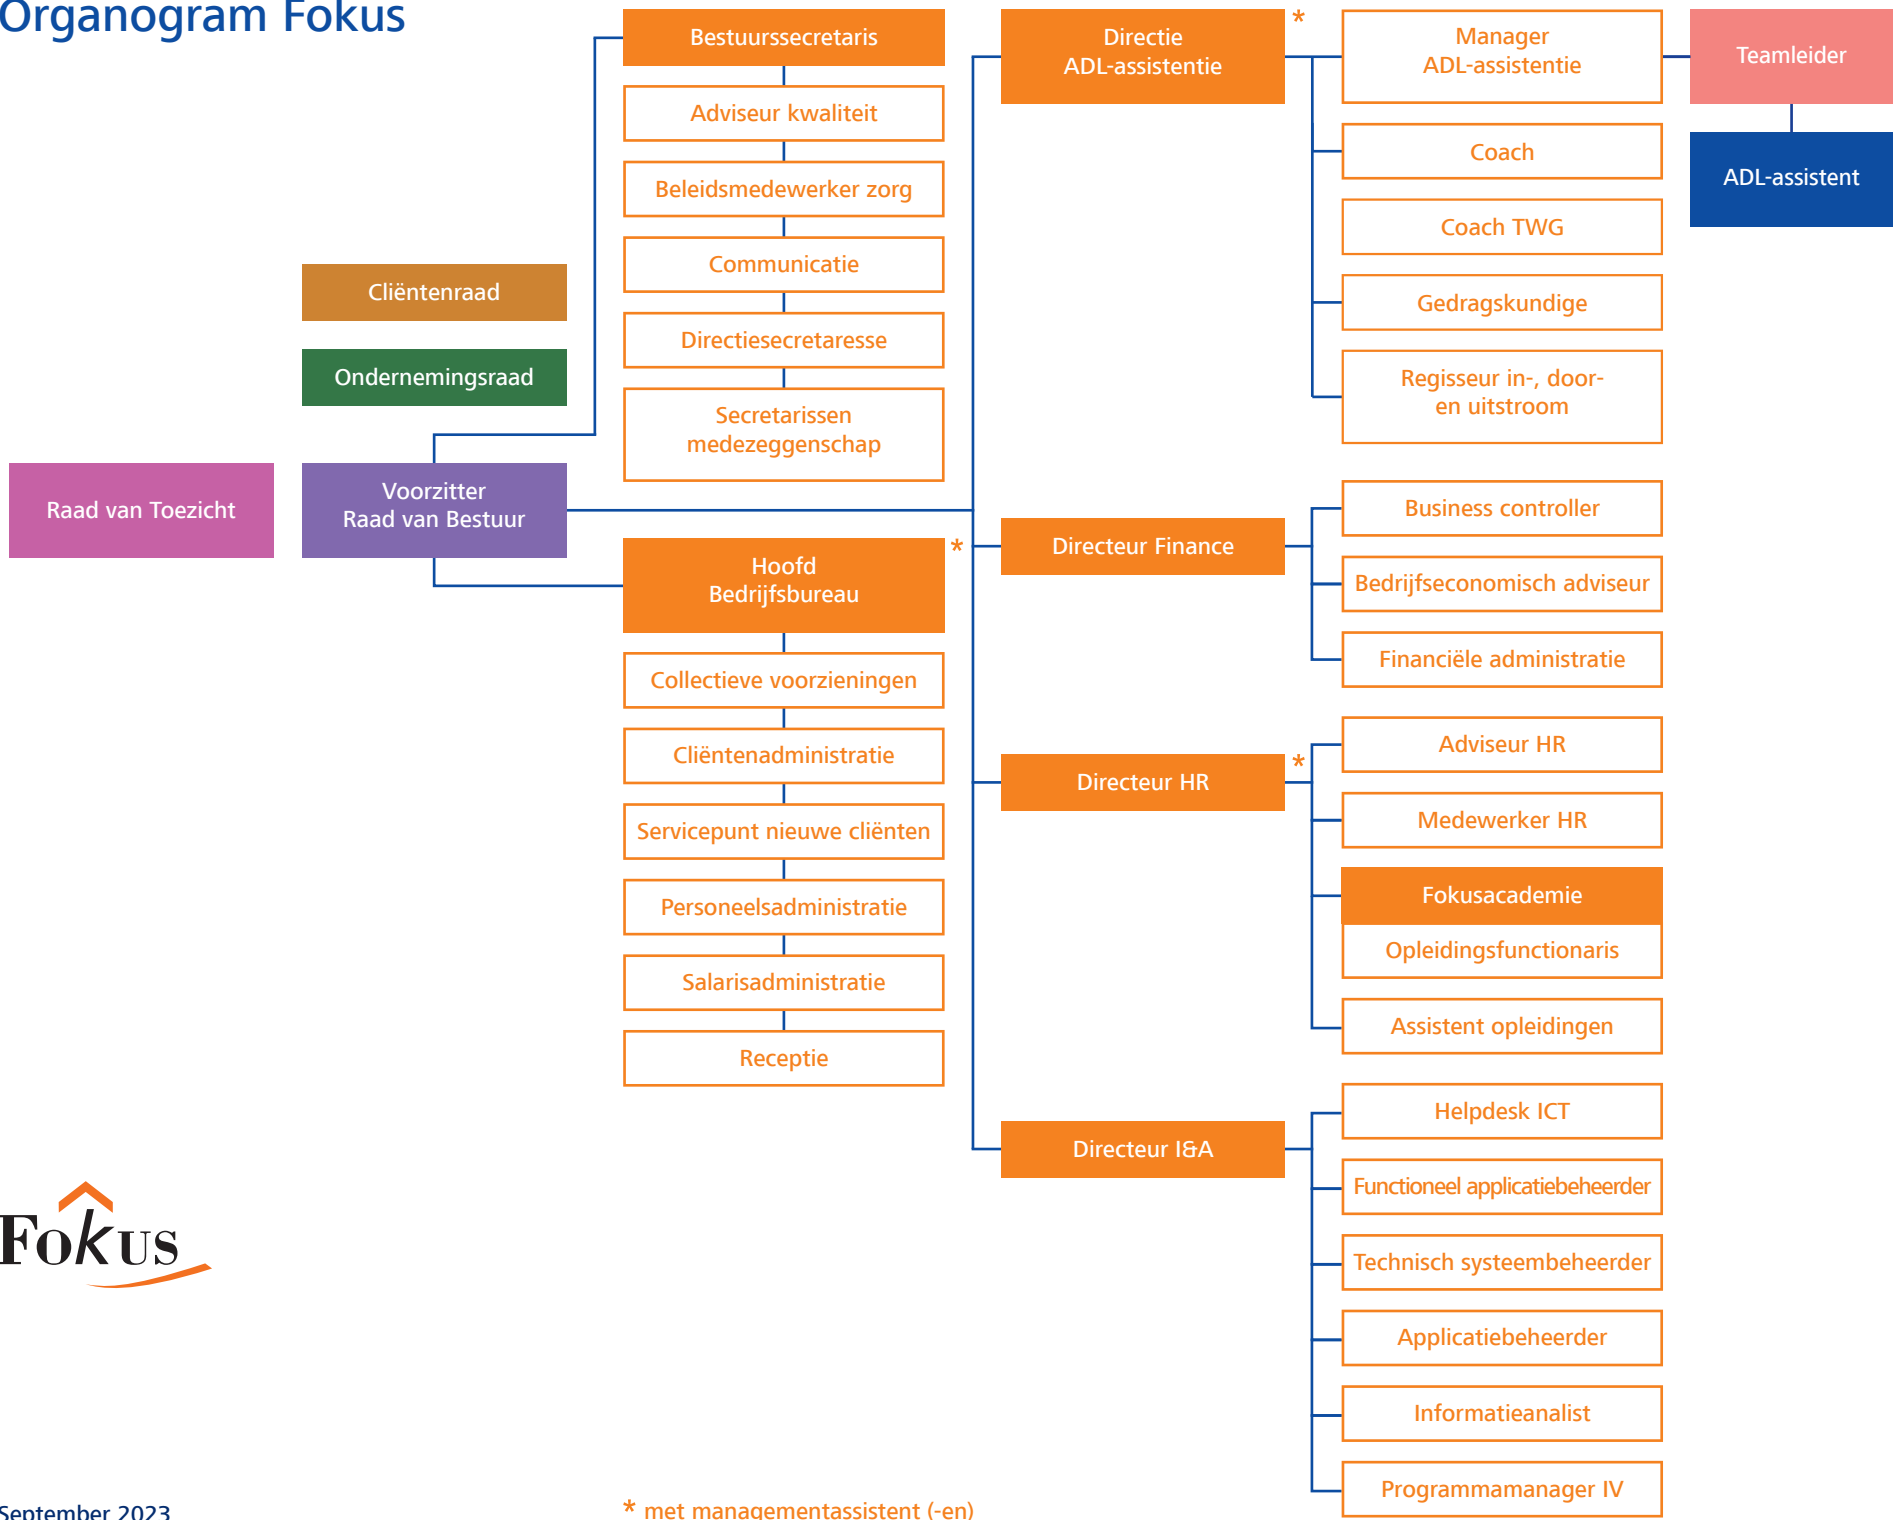 Organogram Fokus
Bestuurssecretaris
Adviseur kwaliteit
Beleidsmedewerker zorg
Communicatie
Directiesecretaresse
Secretarissen
medezeggenschap
Cliëntenraad
Ondernemingsraad
Raad van Toezicht
Voorzitter
Raad van Bestuur
*
Hoofd
Bedrijfsbureau
Collectieve voorzieningen
Cliëntenadministratie
Servicepunt nieuwe cliënten
Personeelsadministratie
Salarisadministratie
Receptie
*
Directie
ADL-assistentie
Manager
ADL-assistentie
Teamleider
ADL-assistent
Coach
Coach TWG
Gedragskundige
Regisseur in-, door-
en uitstroom
Directeur Finance
Business controller
Bedrijfseconomisch adviseur
Financiële administratie
*
Directeur HR
Adviseur HR
Medewerker HR
Fokusacademie
Opleidingsfunctionaris
Assistent opleidingen
Directeur I&A
Helpdesk ICT
Functioneel applicatiebeheerder
Technisch systeembeheerder
Applicatiebeheerder
Informatieanalist
Programmamanager IV
Fokus
September 2023
* met managementassistent (-en)